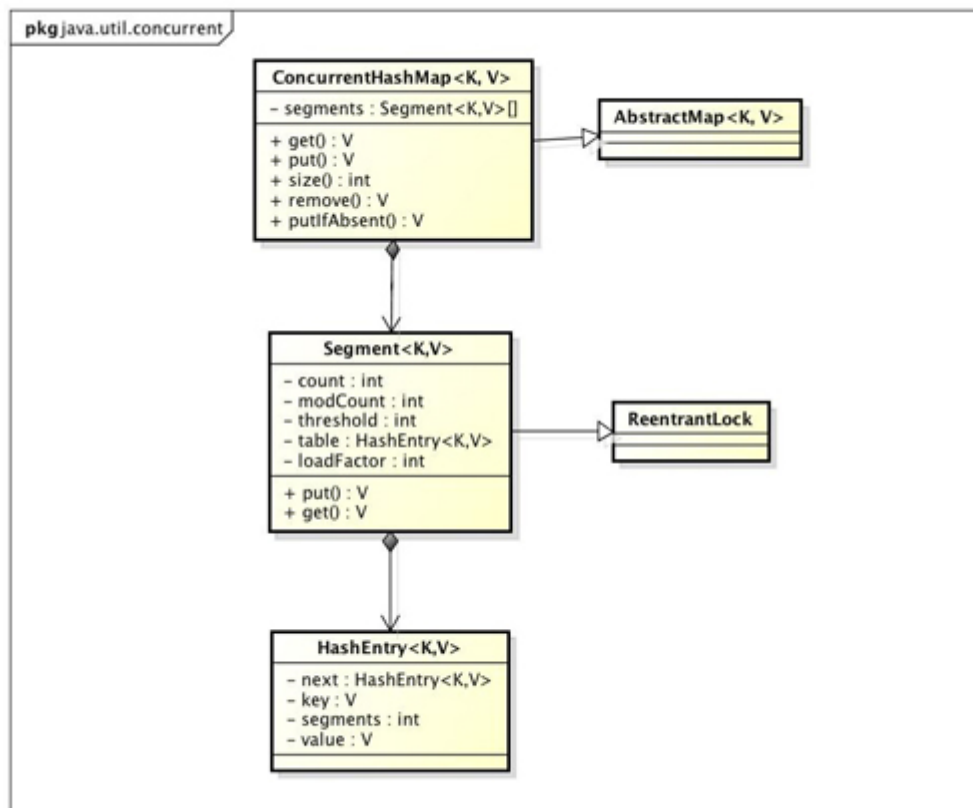 pkg java.util.concurrent
ConcurrentHashMap<K, V>
- segments : Segment<K,V>[]
+ get() : V
+ put() : V
+ size() : int
+ remove() : V
+ putIfAbsent() : V
AbstractMap<K, V>
Segment<K,V>
- count : int
- modCount : int
- threshold : int
- table : HashEntry<K,V>
- loadFactor : int
+ put() : V
+ get() : V
ReentrantLock
HashEntry<K,V>
- next : HashEntry<K,V>
- key : V
- segments : int
- value : V